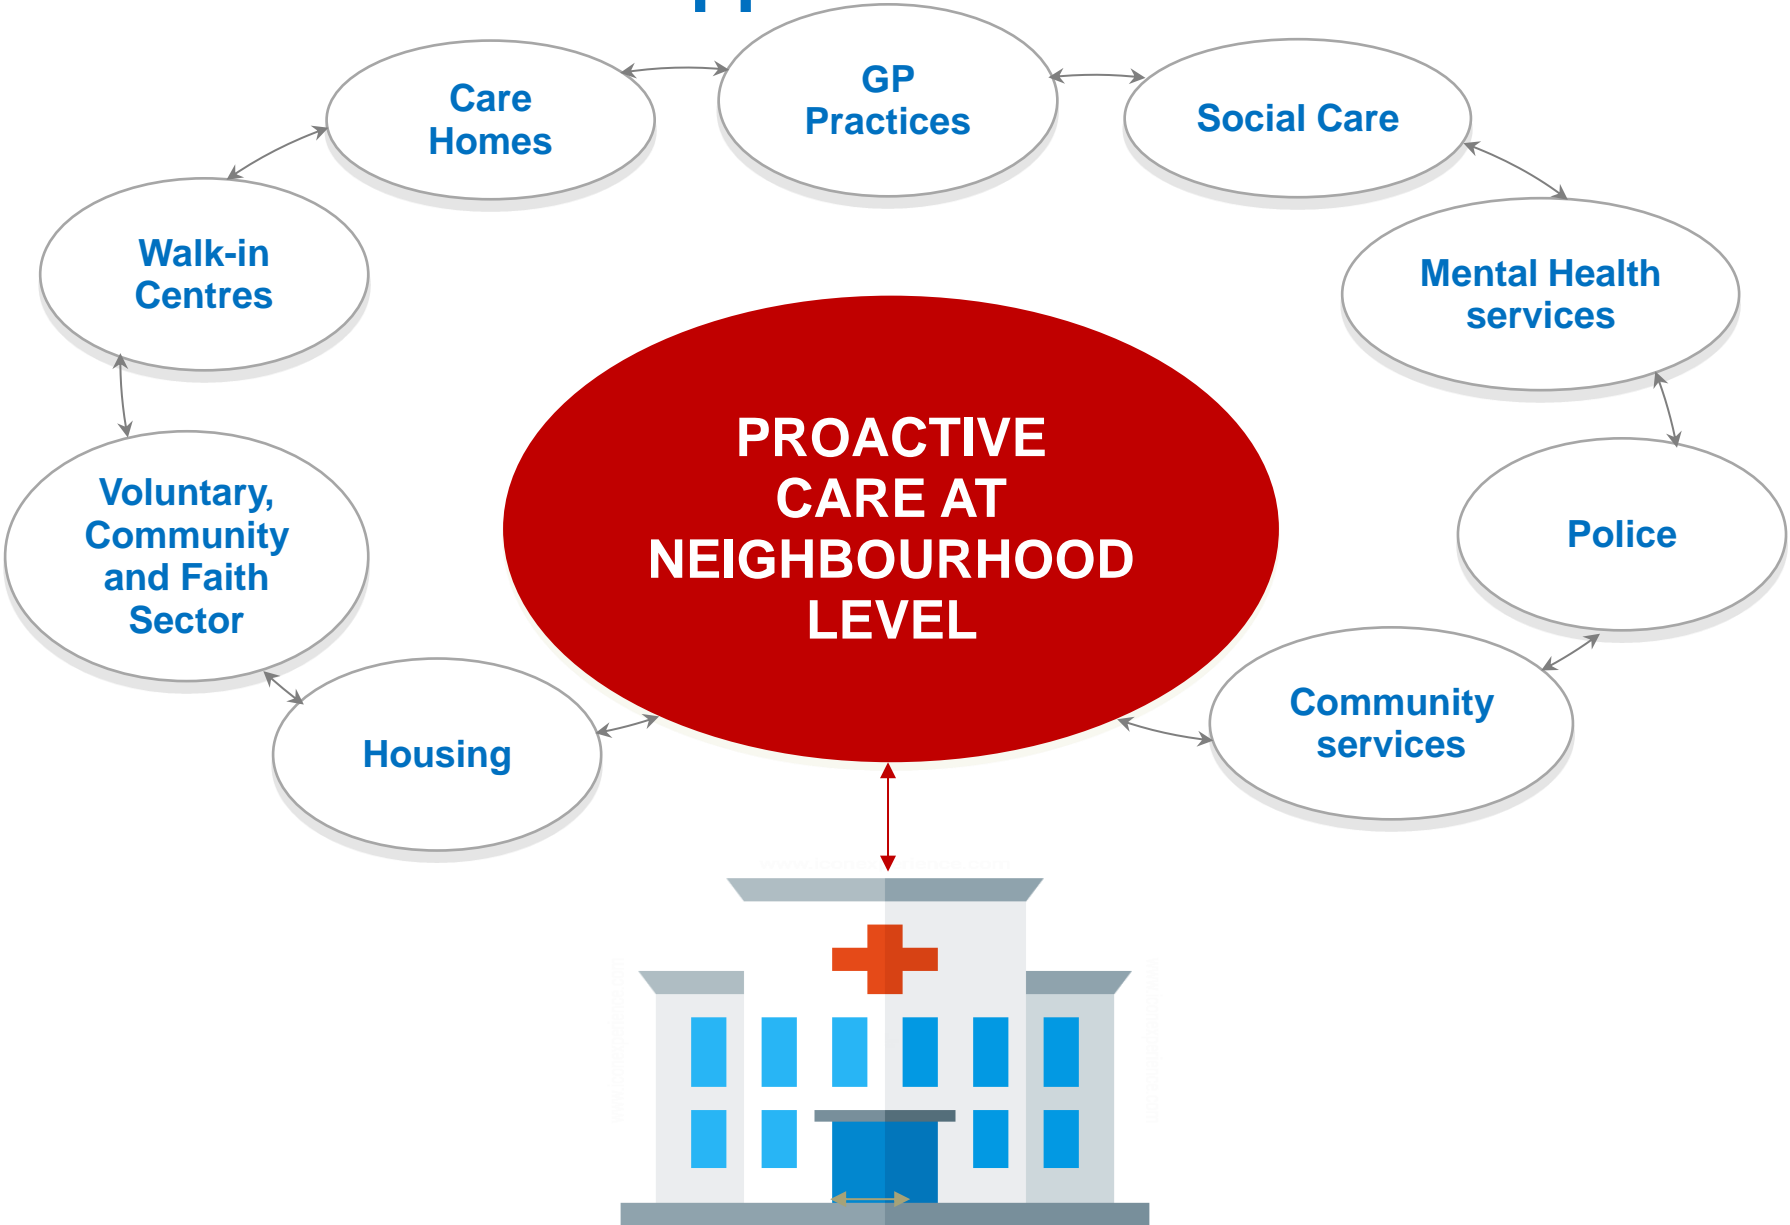 GP
Practices
Care
Homes
Social Care
Walk-in
Centres
Mental Health
services
PROACTIVE
CARE AT
NEIGHBOURHOOD
LEVEL
Voluntary,
Community
and Faith
Sector
Police
Housing
Community
services